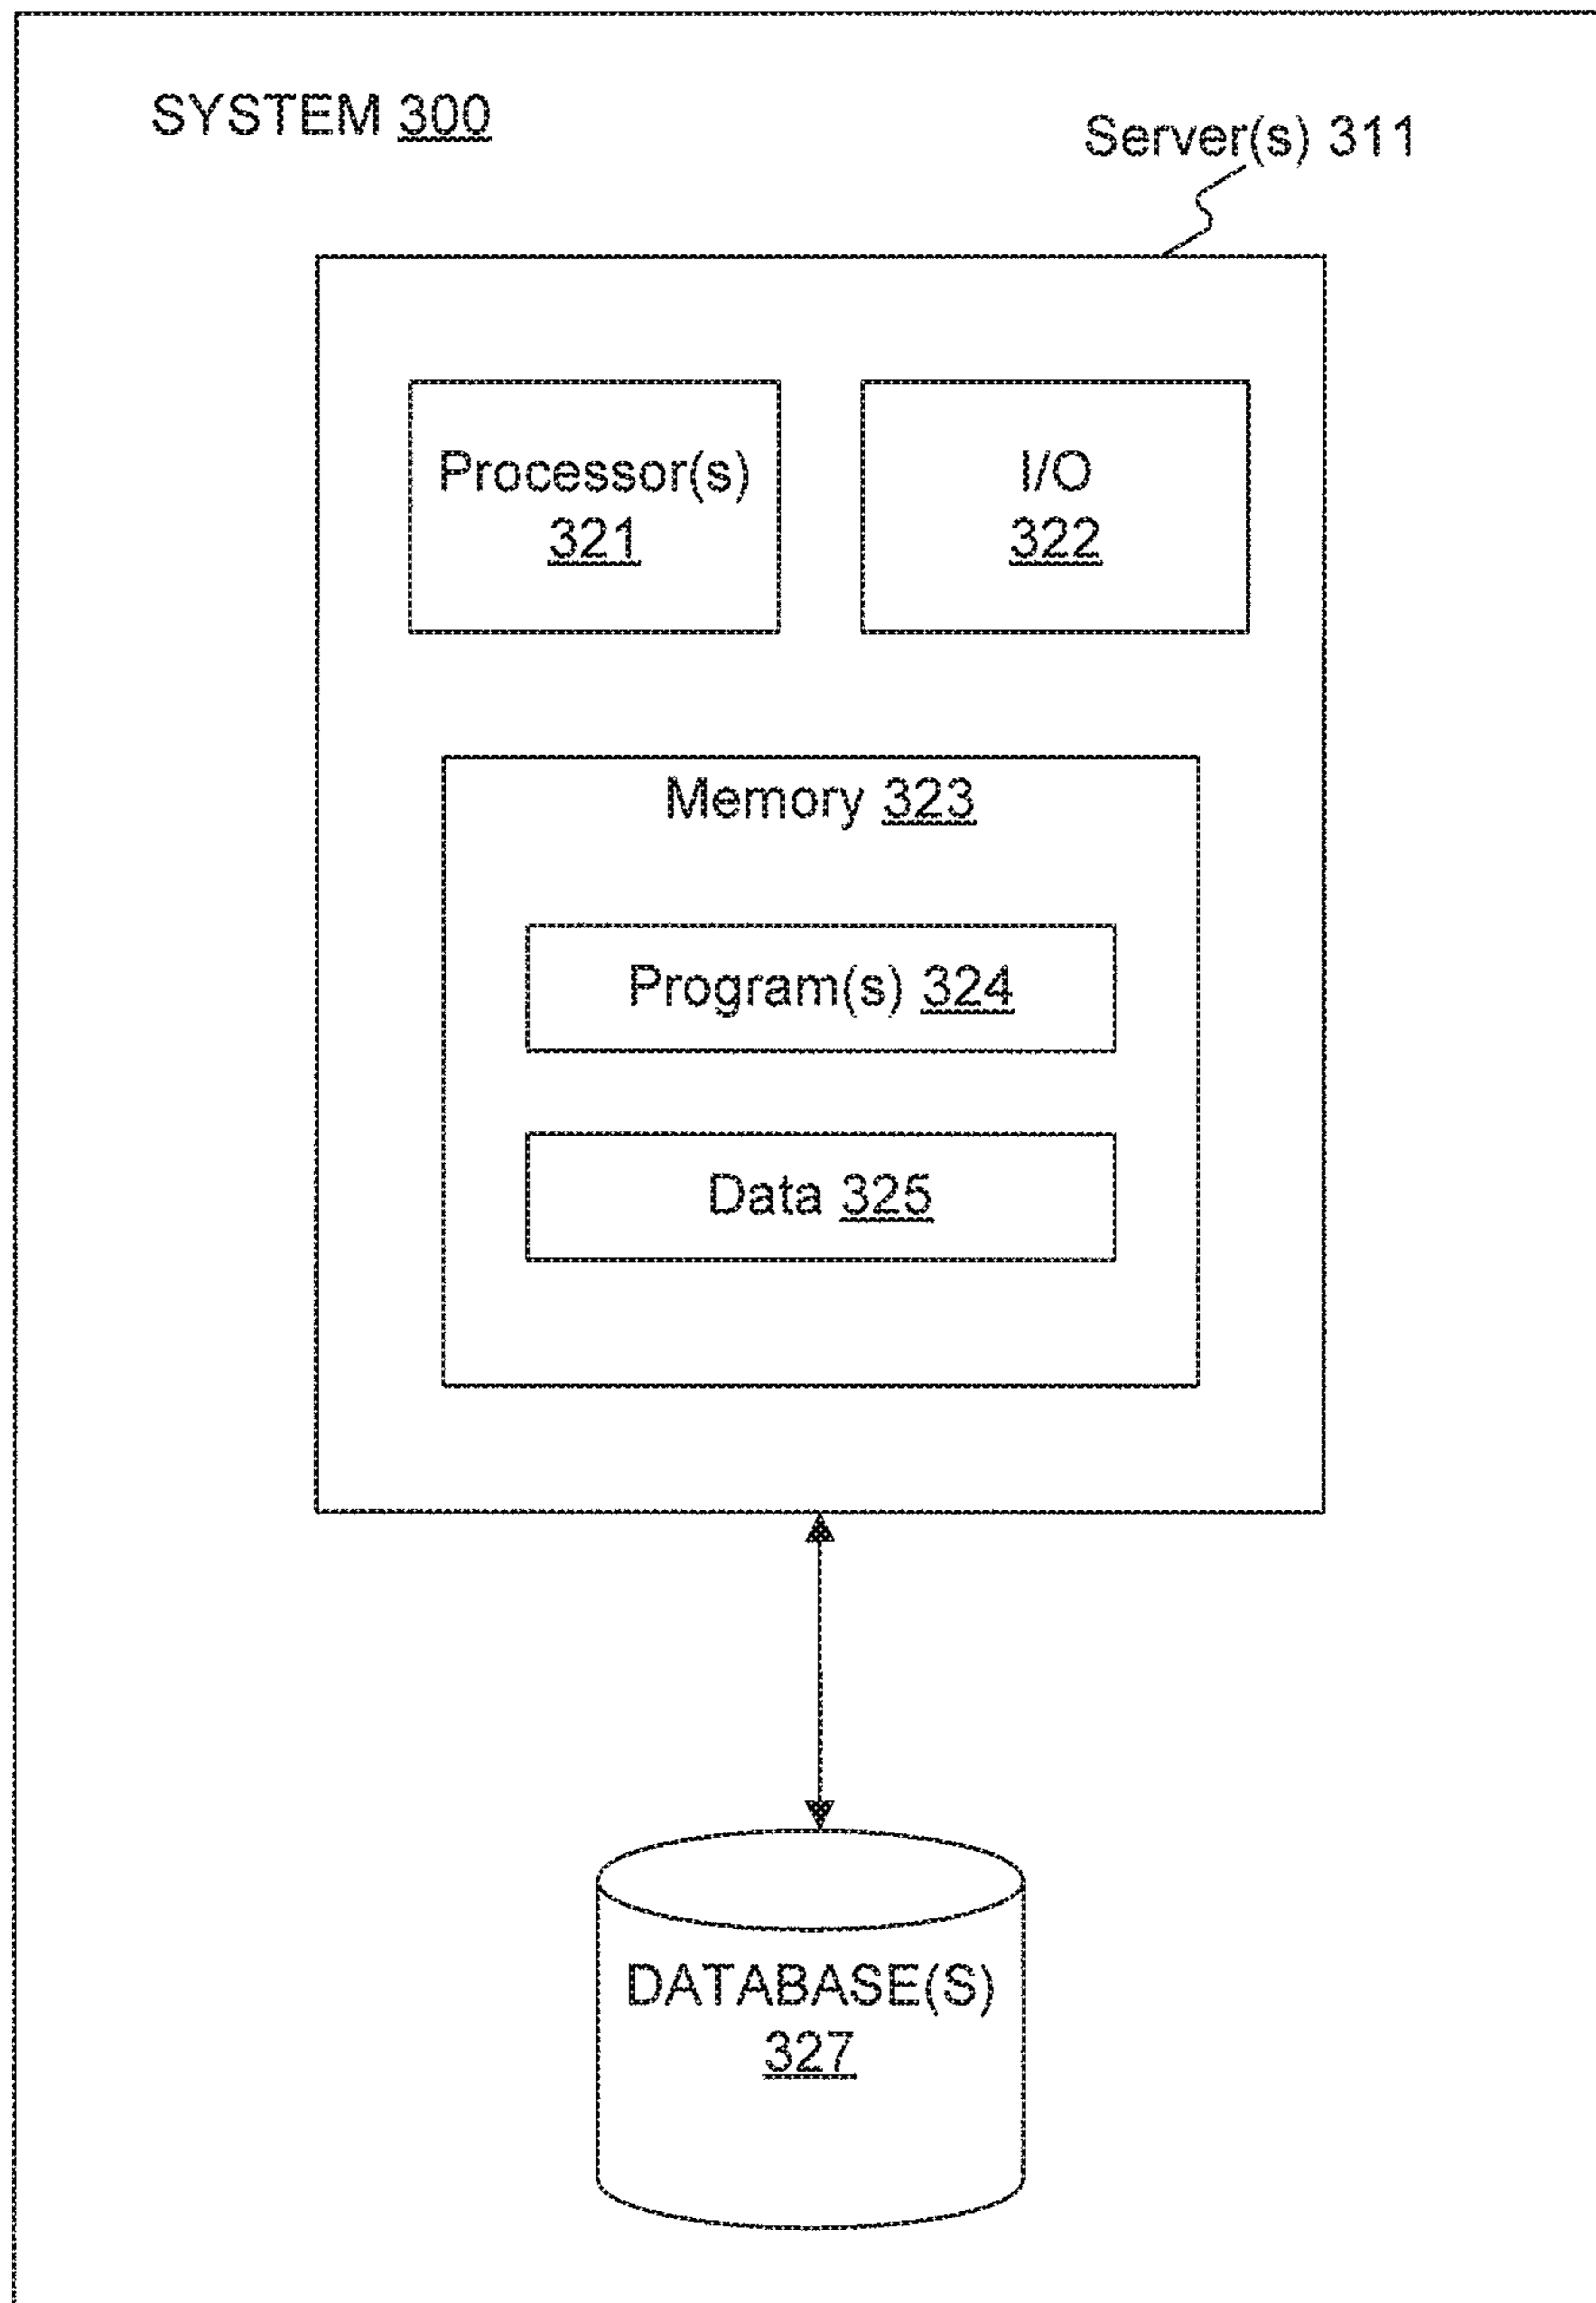 SYSTEM 300
Server(s) 311
Processor(s)
321
I/O
322
Memory 323
Program(s) 324
Data 325
DATABASE(S)
327